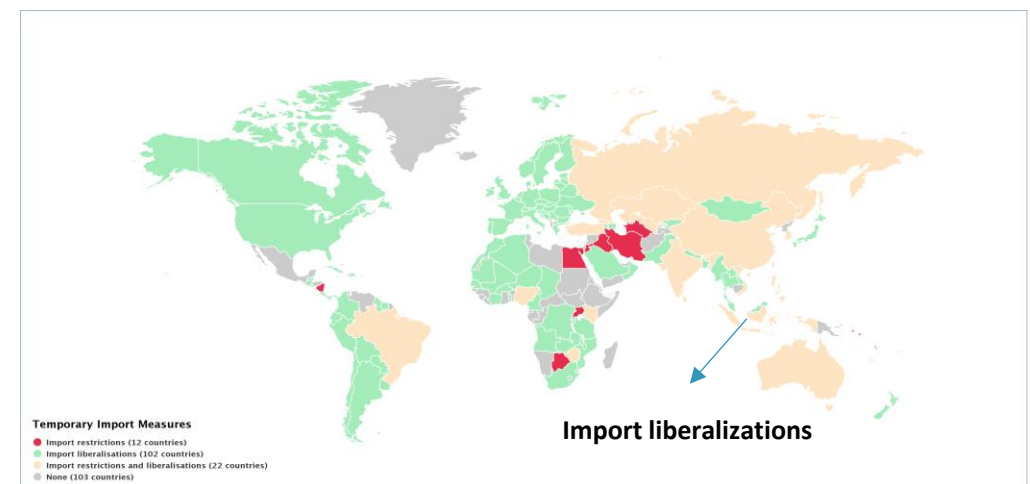 Import liberalizations
Temporary Import Measures
Import restrictions (12 countries)
Import liberalisations (102 countries)
Import restrictions and liberalisations (22 countries)
None (103 countries)